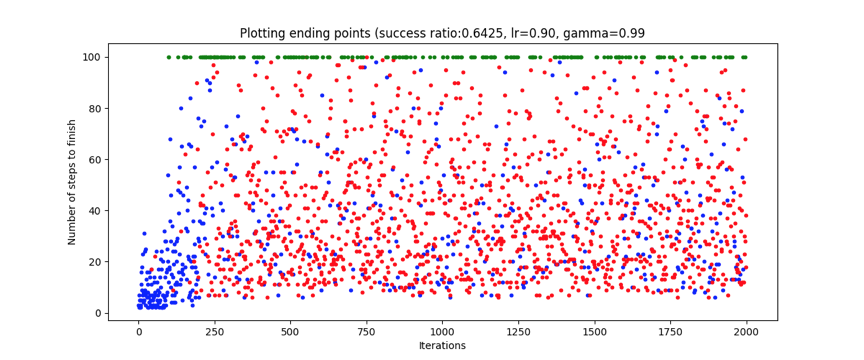 Plotting ending points (success ratio:0.6425, lr=0.90, gamma=0.99
100
80
60
40
20
0
Number of steps to finish
0 250 500 750 1000 1250 1500 1750 2000
Iterations